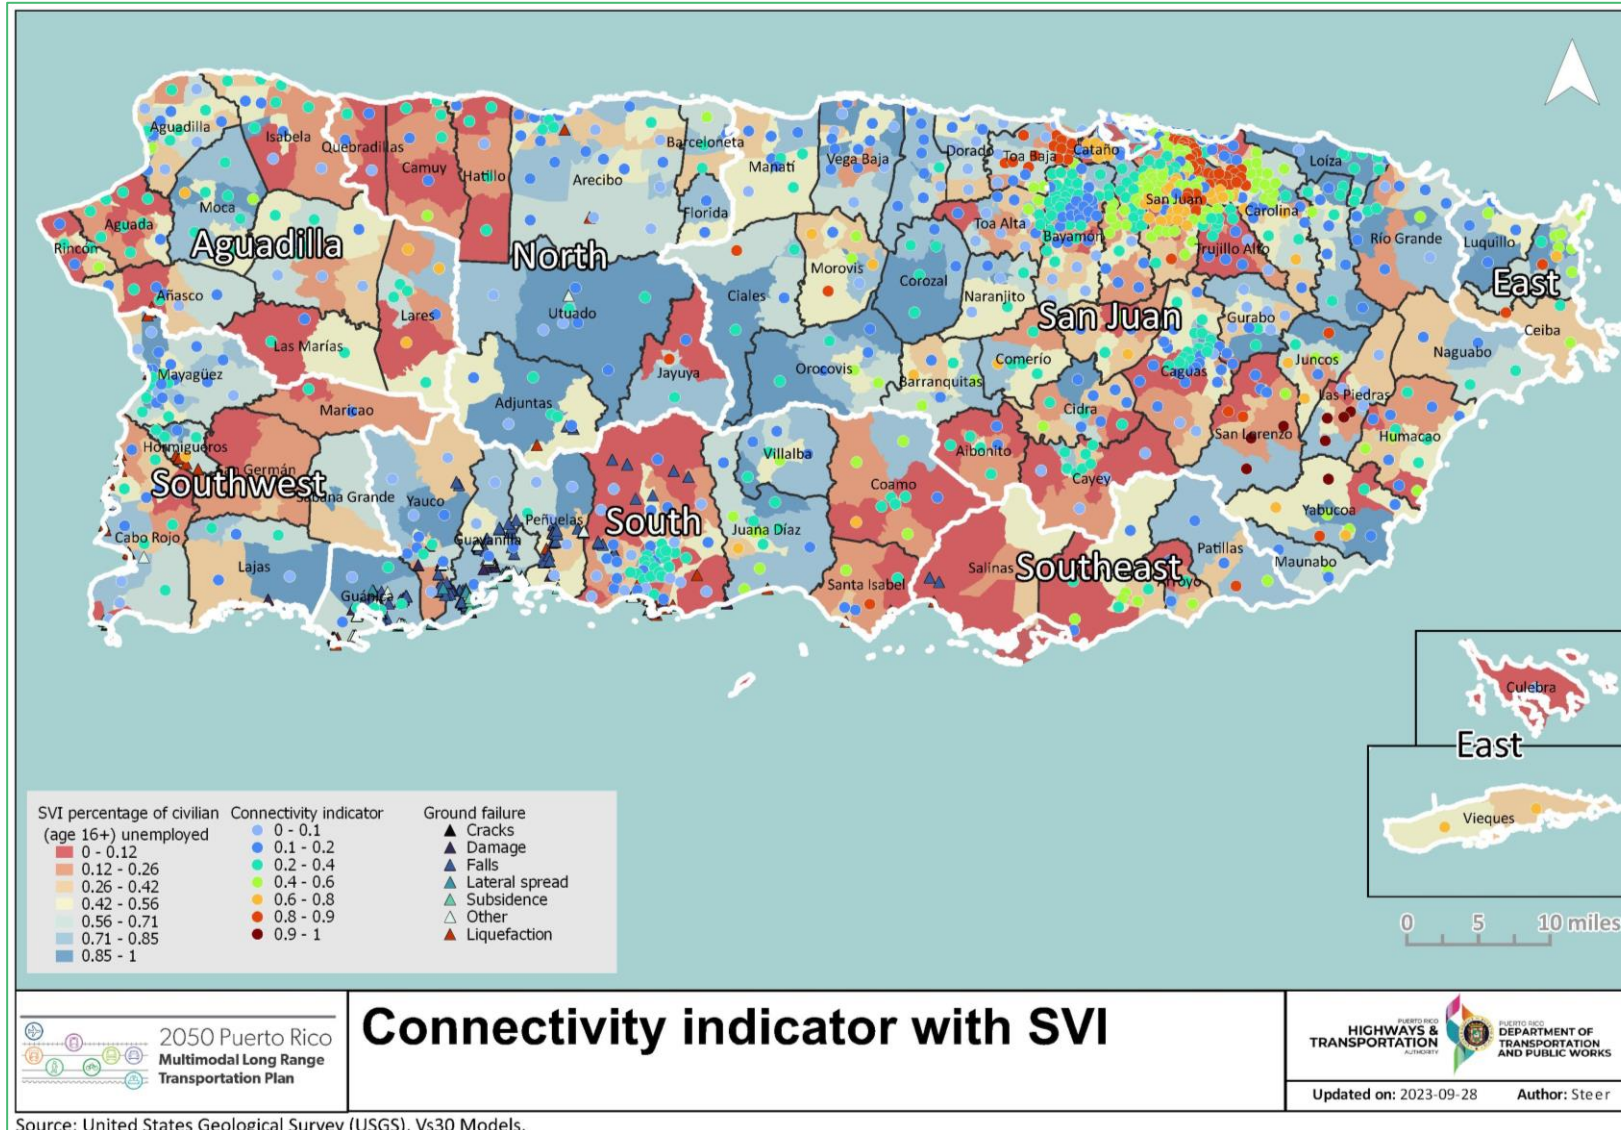 Aguadilla
Isabela
Quebradillas
Camuy
Hatillo
Arecibo
Barceloneta
Manatí
Vega Baja
Dorado
Toa Baja
Cataño
Loíza
Moca
Florida
San Juan
Carolina
Aguada
Rincón
Toa Alta
Bayamón
Trujillo Alto
Río Grande
Luquillo
Aguadilla
North
East
Añasco
Lares
Utuado
Ciales
Morovis
Corozal
Naranjito
San Juan
Gurabo
Ceiba
Las Marías
Mayagüez
Jayuya
Orocovis
Barranquitas
Comerío
Caguas
Juncos
Naguabo
Las Piedras
Maricao
Adjuntas
Cidra
San Lorenzo
Humacao
Hormigueros
San Germán
Sabana Grande
Southwest
Yauco
Villalba
Coamo
Aibonito
Cayey
Yabucoa
Cabo Rojo
Lajas
Guánica
Guayanilla
Peñuelas
South
Juana Díaz
Santa Isabel
Salinas
Southeast
Arroyo
Patillas
Maunabo
Culebra
East
Vieques
0 5 10 miles
SVI percentage of civilian
(age 16+) unemployed
0 - 0.12
0.12 - 0.26
0.26 - 0.42
0.42 - 0.56
0.56 - 0.71
0.71 - 0.85
0.85 - 1
Connectivity indicator
0 - 0.1
0.1 - 0.2
0.2 - 0.4
0.4 - 0.6
0.6 - 0.8
0.8 - 0.9
0.9 - 1
Ground failure
Cracks
Damage
Falls
Lateral spread
Subsidence
Other
Liquefaction
2050 Puerto Rico
Multimodal Long Range
Transportation Plan
Connectivity indicator with SVI
PUERTO RICO
HIGHWAYS &
TRANSPORTATION
AUTHORITY
PUERTO RICO
DEPARTMENT OF
TRANSPORTATION
AND PUBLIC WORKS
Updated on: 2023-09-28 Author: Steer
Source: United States Geological Survey (USGS). Vs30 Models.